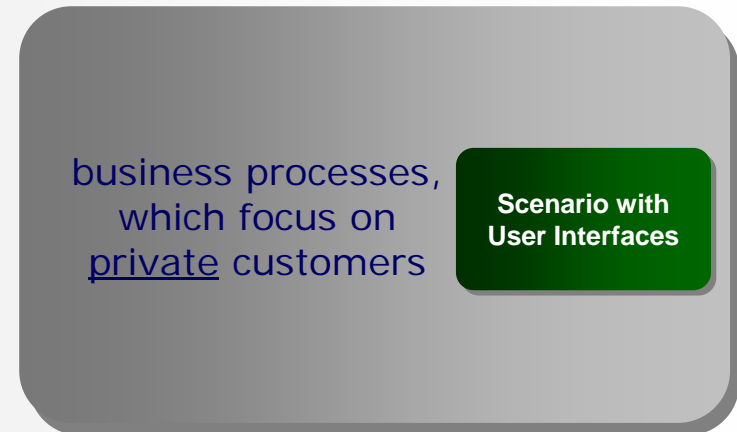 business processes,
which focus on
private customers
Scenario with
User Interfaces